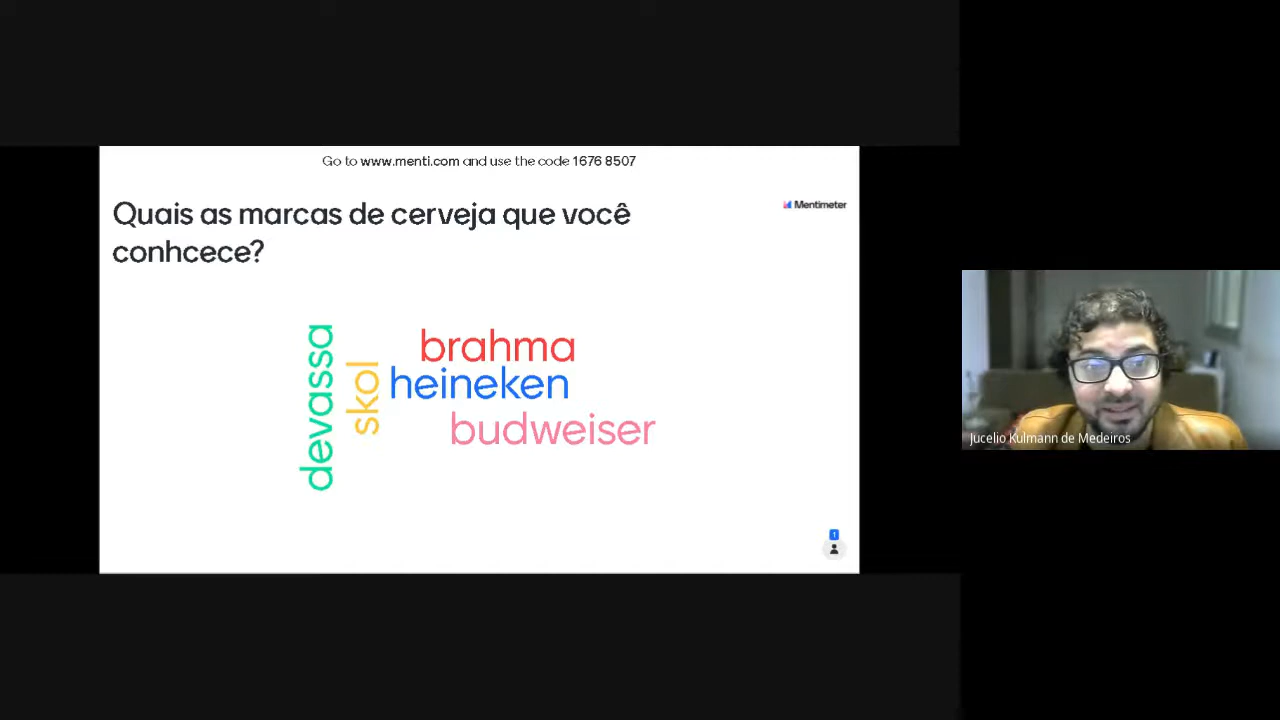 Go to www.menti.com and use the code 1676 8507
Mentimeter
Quais as marcas de cerveja que você
conhcece?
devassa
skol
brahma
heineken
budweiser
1
Jucelio Kulmann de Medeiros